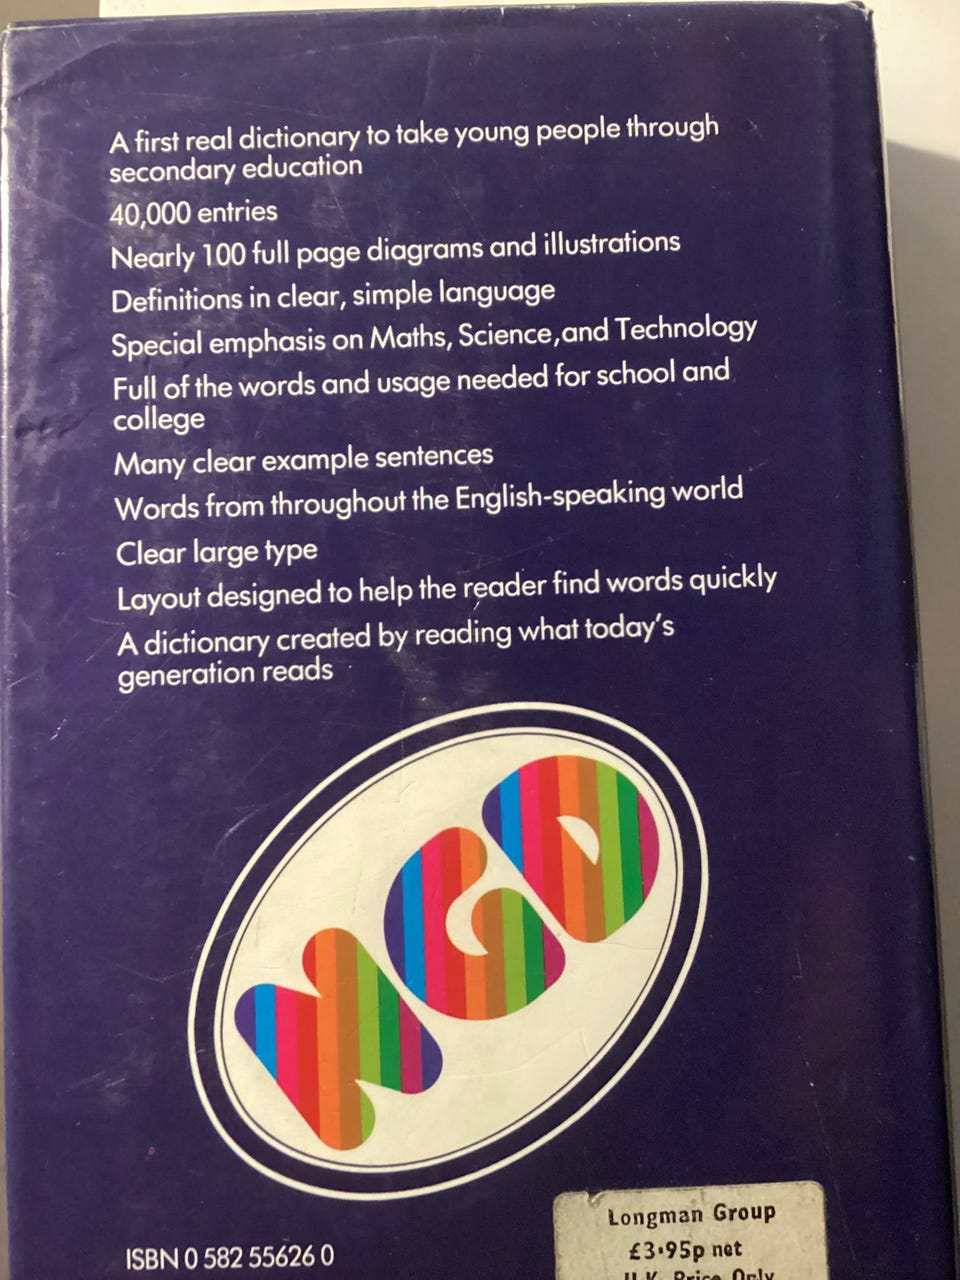 A first real dictionary to take young people through
secondary education
40,000 entries
Nearly 100 full page diagrams and illustrations
Definitions in clear, simple language
Special emphasis on Maths, Science, and Technology
Full of the words and usage needed for school and
college
Many clear example sentences
Words from throughout the English-speaking world
Clear large type
Layout designed to help the reader find words quickly
A dictionary created by reading what today's
generation reads
NGD
Longman Group
£3·95p net
U.K. Price Only
ISBN 0 582 55626 0